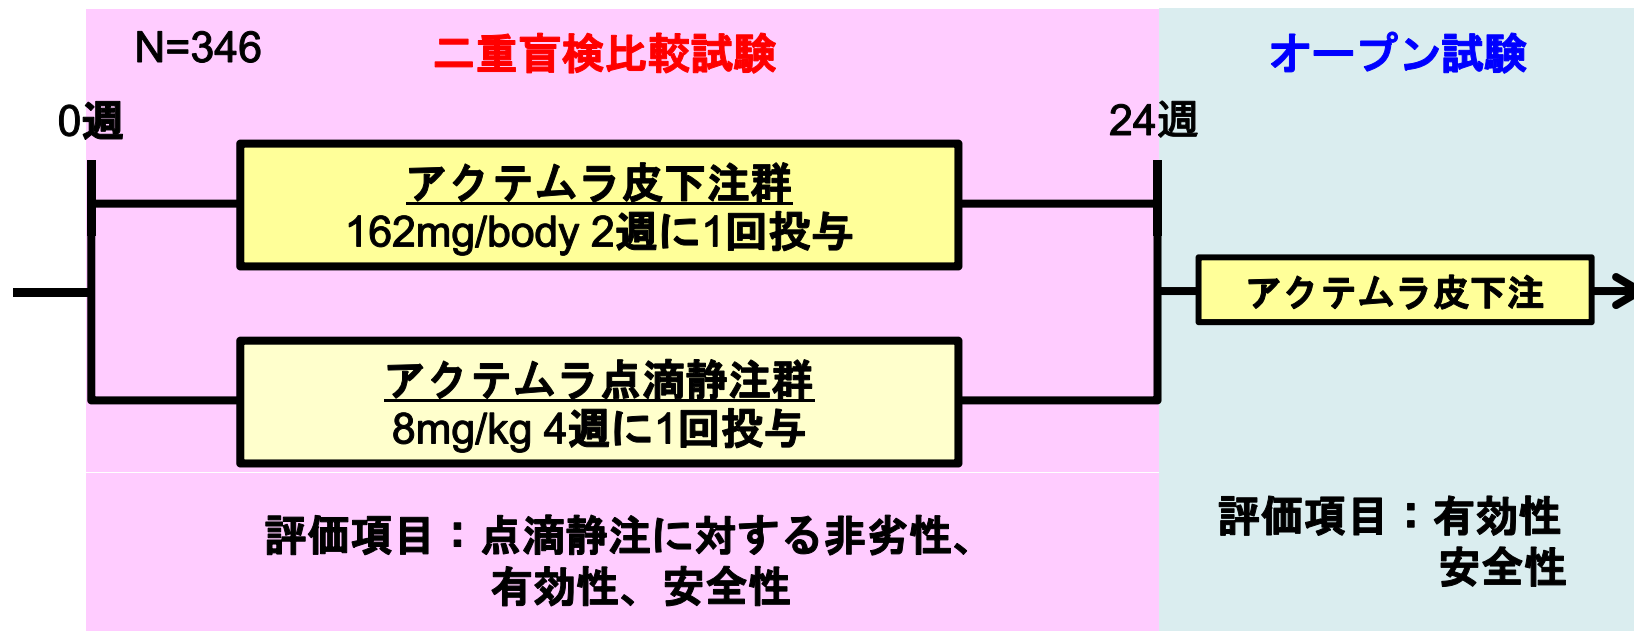 N=346
二重盲検比較試験
オープン試験
0週
24週
アクテムラ皮下注群
162mg/body 2週に1回投与
アクテムラ皮下注
アクテムラ点滴静注群
8mg/kg 4週に1回投与
評価項目：点滴静注に対する非劣性、
有効性、安全性
評価項目：有効性
安全性